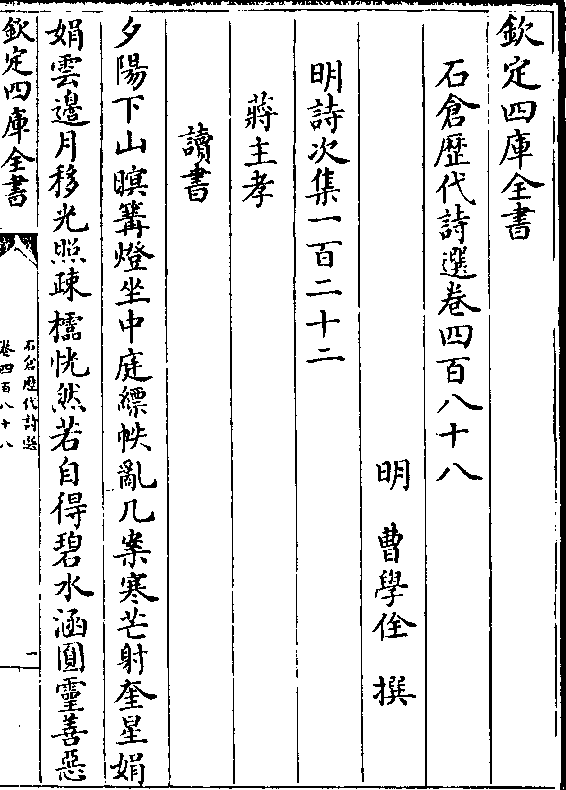 欽定四庫全書
石倉歴代詩選卷四百八十八
明 曹學佺 撰
明詩次集一百二十二
蔣主孝
讀書
夕陽下山暝篝燈坐中庭縹帙亂几案寒芒射奎星娟
娟雲邊月移光照疎櫺恍然若自得碧水涵圓靈善惡
欽定四庫全書
石倉歴代詩選
卷四百八十八
一